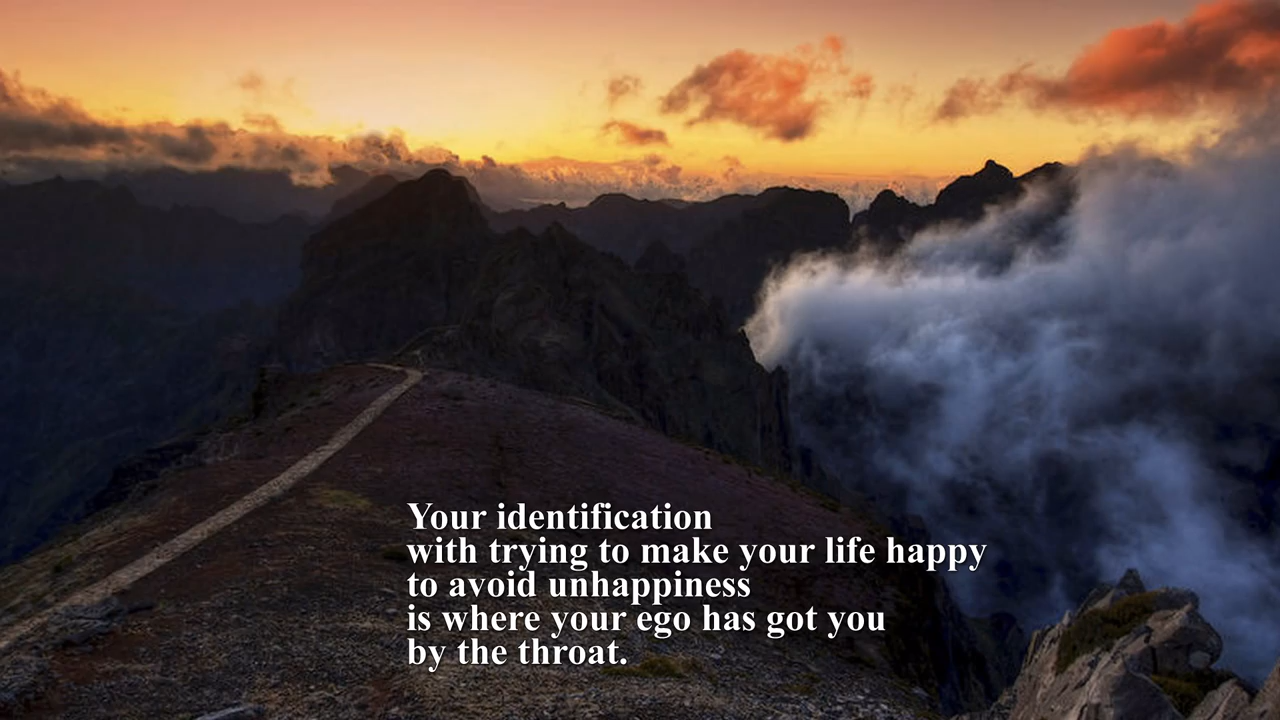 Your identification
with trying to make your life happy
to avoid unhappiness
is where your ego has got you
by the throat.